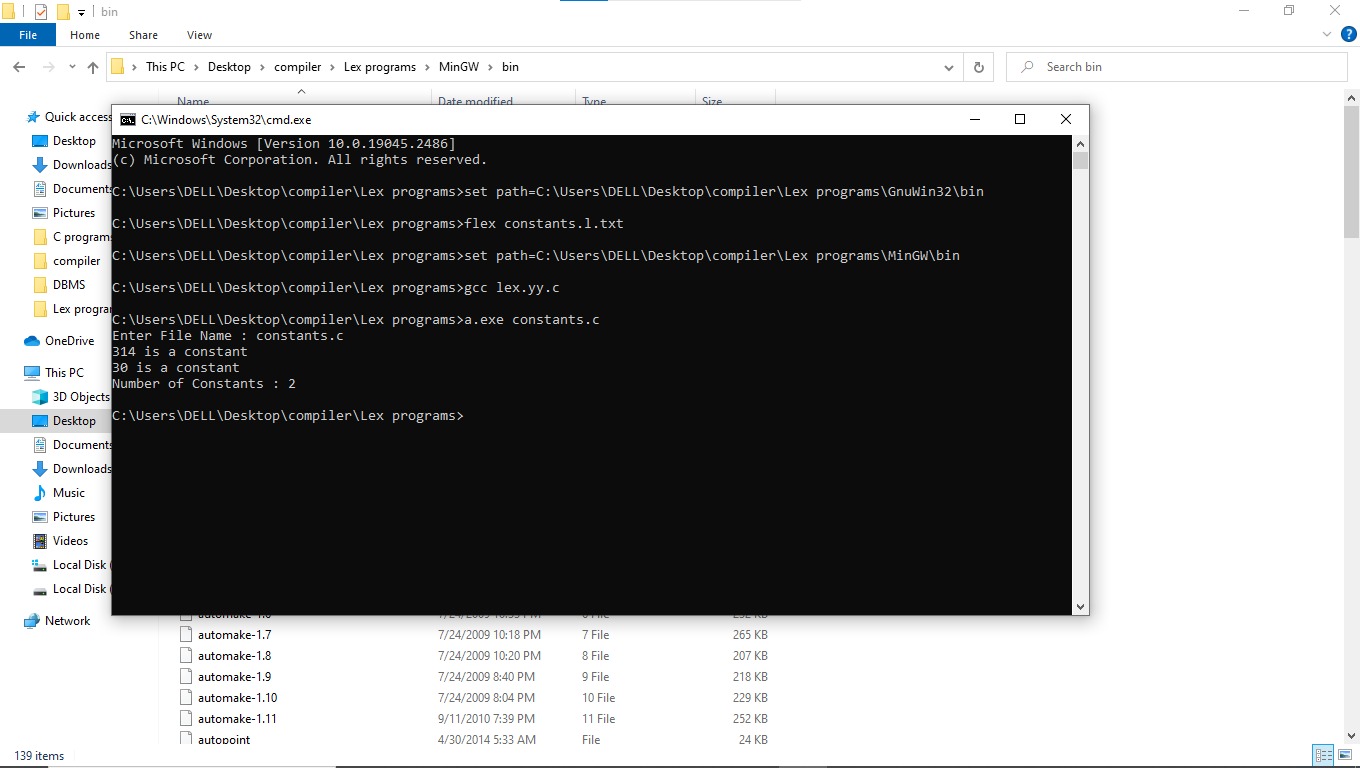 bin
File Home Share View
This PC > Desktop > compiler > Lex programs > MinGW > bin
Search bin
Name Date modified Type Size
Quick access
Desktop
Downloads
Documents
Pictures
C programs
compiler
DBMS
Lex progra
OneDrive
This PC
3D Objects
Desktop
Documents
Downloads
Music
Pictures
Videos
Local Disk (
Local Disk (
Network
C:\Windows\System32\cmd.exe
Microsoft Windows [Version 10.0.19045.2486]
(c) Microsoft Corporation. All rights reserved.
C:\Users\DELL\Desktop\compiler\Lex programs>set path=C:\Users\DELL\Desktop\compiler\Lex programs\GnuWin32\bin
C:\Users\DELL\Desktop\compiler\Lex programs>flex constants.l.txt
C:\Users\DELL\Desktop\compiler\Lex programs>set path=C:\Users\DELL\Desktop\compiler\Lex programs\MinGW\bin
C:\Users\DELL\Desktop\compiler\Lex programs>gcc lex.yy.c
C:\Users\DELL\Desktop\compiler\Lex programs>a.exe constants.c
Enter File Name : constants.c
314 is a constant
30 is a constant
Number of Constants : 2
C:\Users\DELL\Desktop\compiler\Lex programs>
automake-1.7 7/24/2009 10:18 PM 7 File 265 KB
automake-1.8 7/24/2009 10:20 PM 8 File 207 KB
automake-1.9 7/24/2009 8:40 PM 9 File 218 KB
automake-1.10 7/24/2009 8:04 PM 10 File 229 KB
automake-1.11 9/11/2010 7:39 PM 11 File 252 KB
autopoint 4/30/2014 5:33 AM File 24 KB
139 items